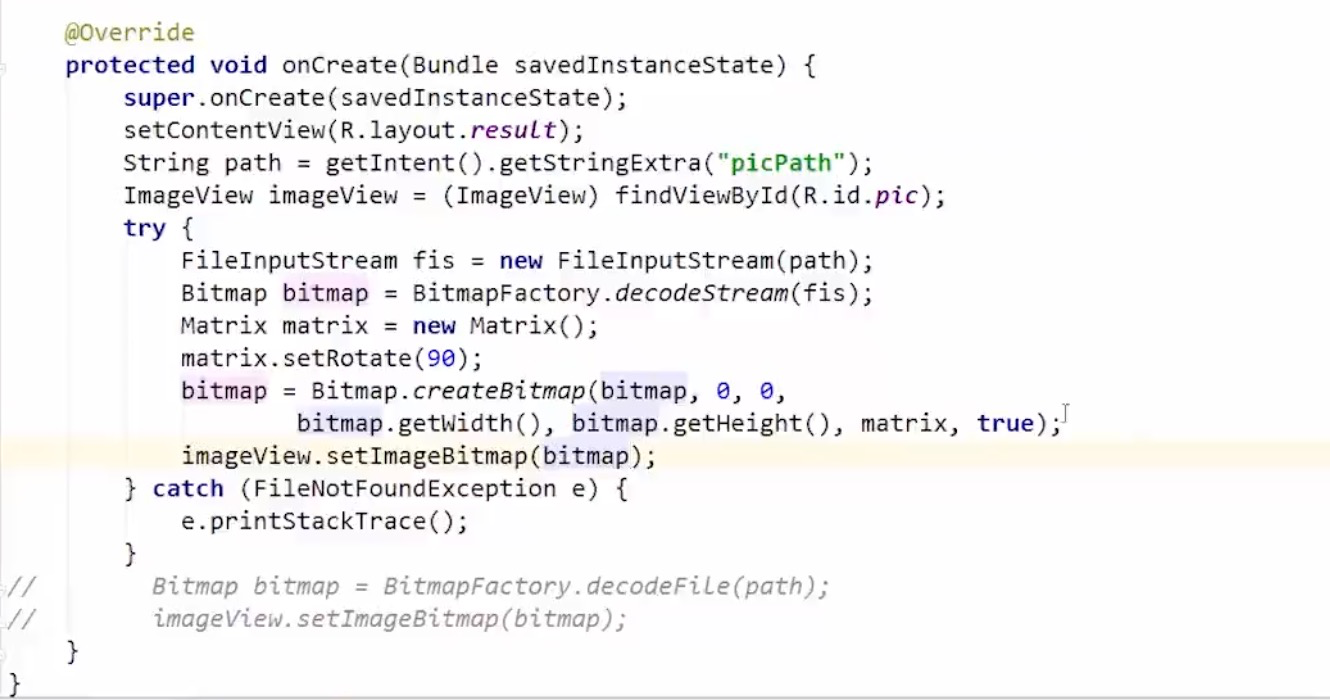 @Override
protected void onCreate(Bundle savedInstanceState) {
super.onCreate(savedInstanceState);
setContentView(R.layout.result);
String path = getIntent().getStringExtra("picPath");
ImageView imageView = (ImageView) findViewById(R.id.pic);
try {
FileInputStream fis = new FileInputStream(path);
Bitmap bitmap = BitmapFactory.decodeStream(fis);
Matrix matrix = new Matrix();
matrix.setRotate(90);
bitmap = Bitmap.createBitmap(bitmap, 0, 0,
bitmap.getWidth(), bitmap.getHeight(), matrix, true);
imageView.setImageBitmap(bitmap);
} catch (FileNotFoundException e) {
e.printStackTrace();
}
// Bitmap bitmap = BitmapFactory.decodeFile(path);
// imageView.setImageBitmap(bitmap);
}
}